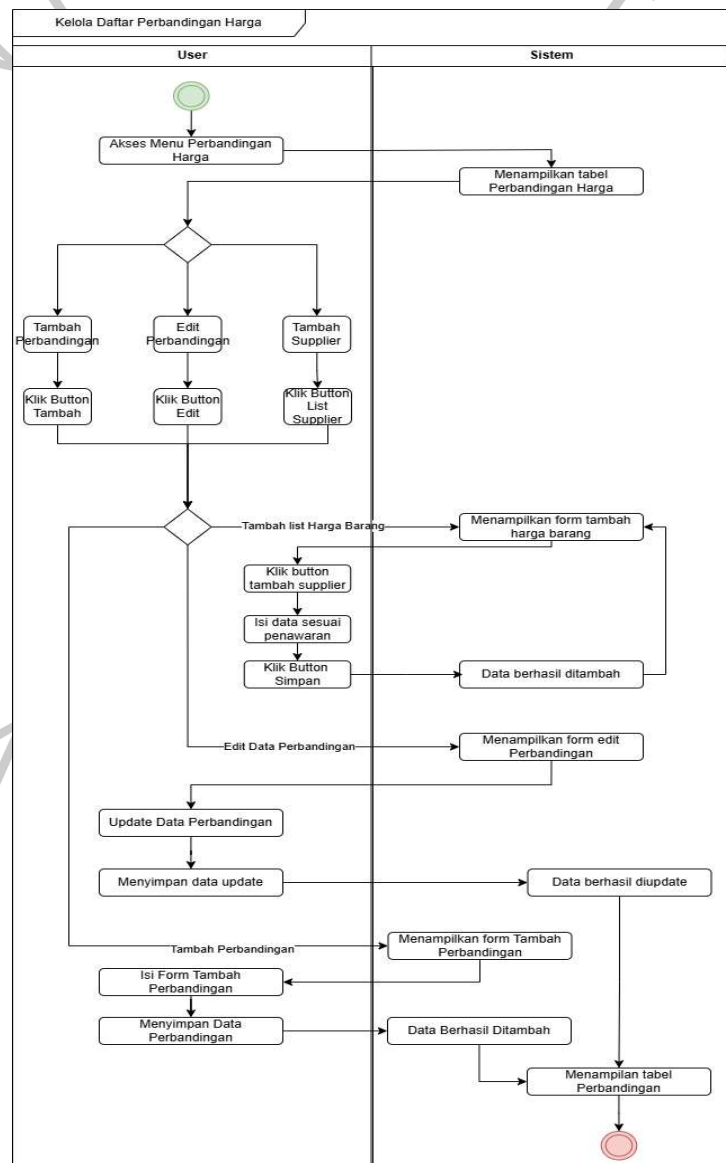 Kelola Daftar Perbandingan Harga
User
Sistem
Akses Menu Perbandingan
Harga
Menampilkan tabel
Perbandingan Harga
Tambah
Perbandingan
Edit
Perbandingan
Tambah
Supplier
Klik Button
Tambah
Klik Button
Edit
Klik Button
List
Supplier
Tambah list Harga Barang
Menampilkan form tambah
harga barang
Klik button
tambah supplier
Isi data sesuai
penawaran
Klik Button
Simpan
Data berhasil ditambah
Edit Data Perbandingan
Menampilkan form edit
Perbandingan
Update Data Perbandingan
Menyimpan data update
Data berhasil diupdate
Tambah Perbandingan
Menampilkan form Tambah
Perbandingan
Isi Form Tambah
Perbandingan
Menyimpan Data
Perbandingan
Data Berhasil Ditambah
Menampilan tabel
Perbandingan